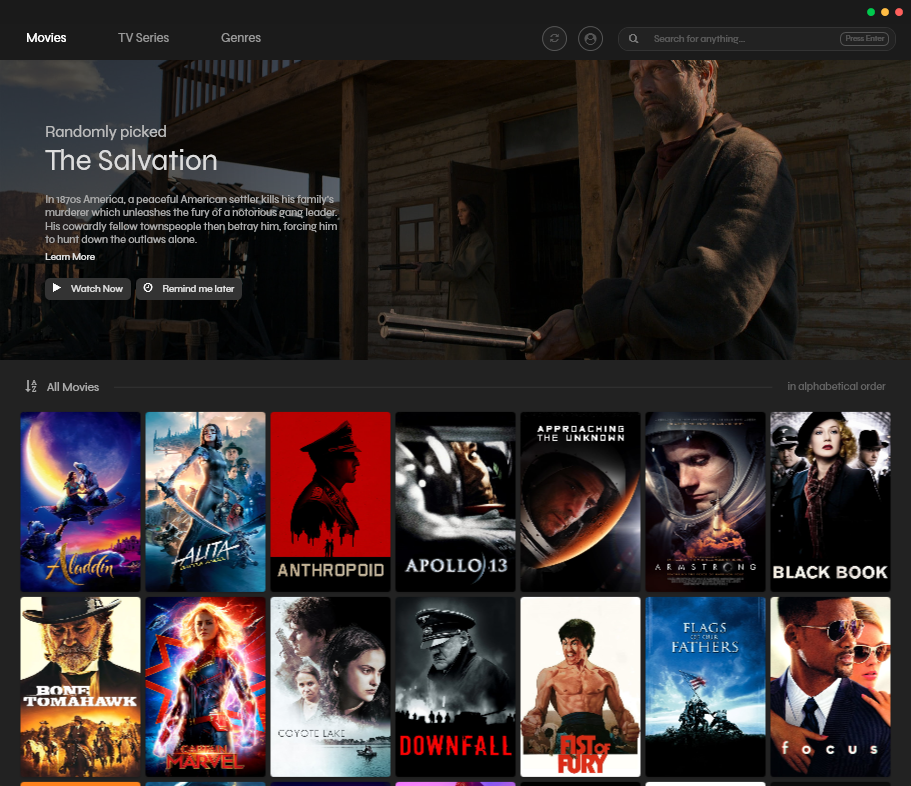 Movies
TV Series
Genres
Search for anything...
Press Enter
Randomly picked
The Salvation
In 1870s America, a peaceful American settler kills his family's
murderer which unleashes the fury of a notorious gang leader.
His cowardly fellow townspeople then betray him, forcing him
to hunt down the outlaws alone.
Learn More
Watch Now
Remind me later
All Movies
in alphabetical order
Aladdin
ALITA
ANTHROPOID
APOLLO 13
APPROACHING
THE UNKNOWN
ARMSTRONG
BLACK BOOK
BONE
TOMAHAWK
CAPTAIN
MARVEL
COYOTE LAKE
DOWNFALL
FIST OF
FURY
FLAGS
OF OUR
FATHERS
focus